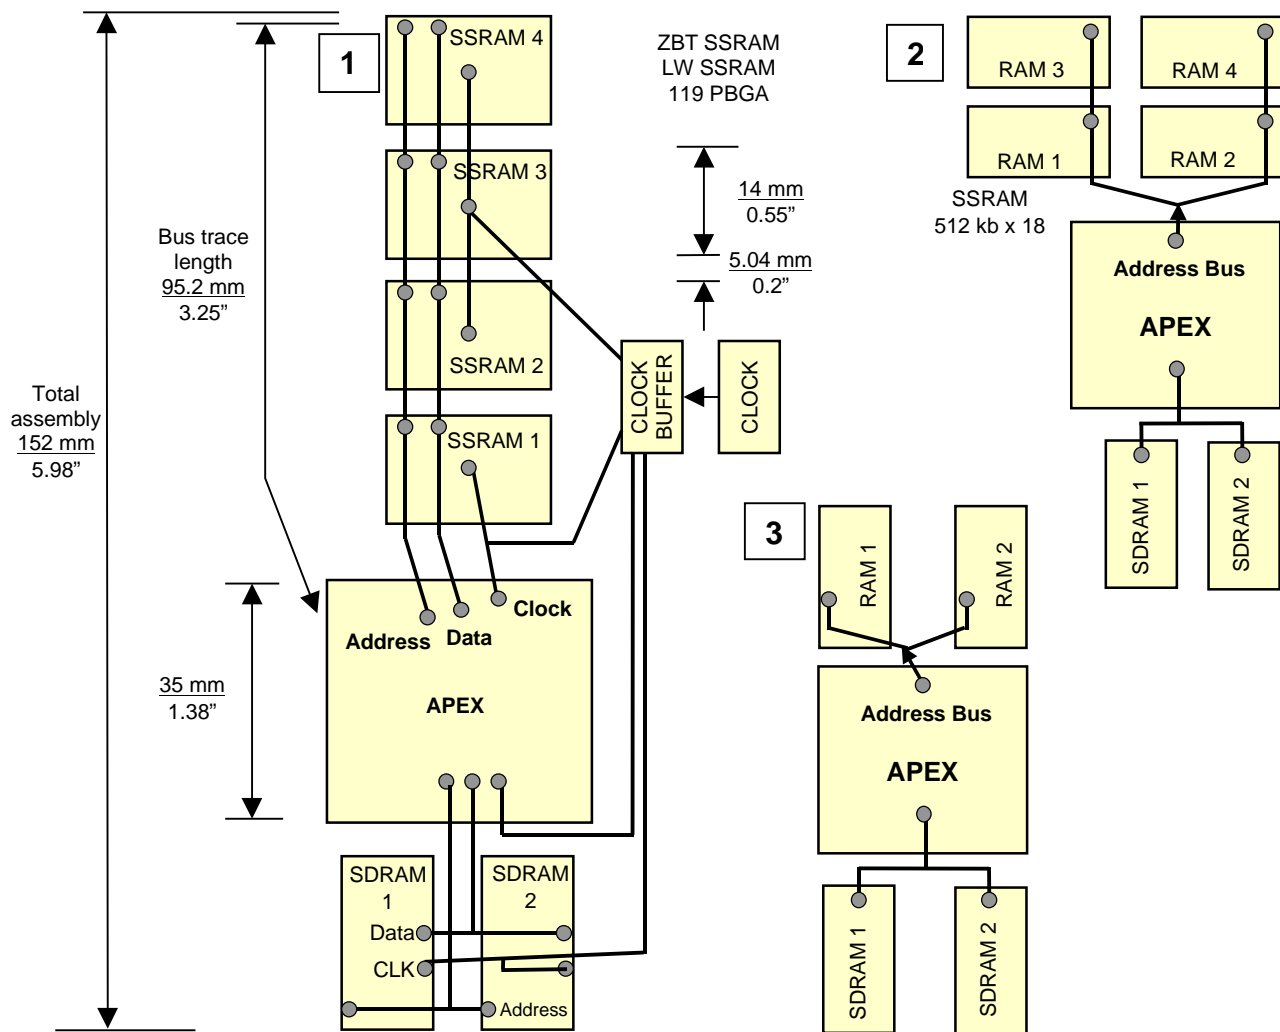 1
SSRAM 4
SSRAM 3
SSRAM 2
SSRAM 1
ZBT SSRAM
LW SSRAM
119 PBGA
14 mm
0.55”
5.04 mm
0.2”
Bus trace
length
95.2 mm
3.25”
Total
assembly
152 mm
5.98”
CLOCK
BUFFER
CLOCK
Clock
Address
Data
APEX
35 mm
1.38”
SDRAM
1
SDRAM
2
Data
CLK
Address
2
RAM 3
RAM 4
RAM 1
RAM 2
SSRAM
512 kb x 18
Address Bus
APEX
SDRAM 1
SDRAM 2
3
RAM 1
RAM 2
Address Bus
APEX
SDRAM 1
SDRAM 2